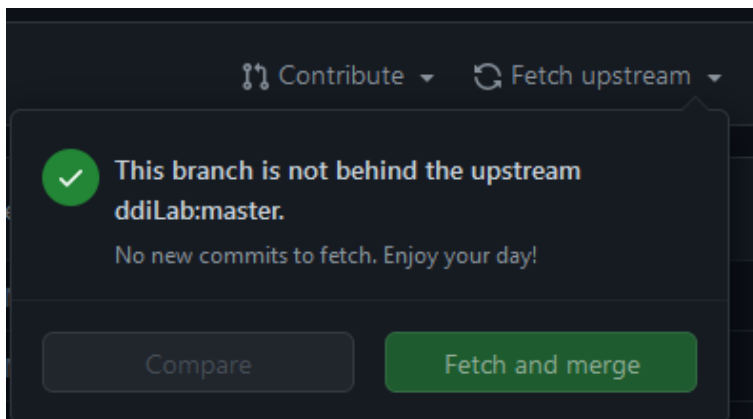 Contribute Fetch upstream
This branch is not behind the upstream
ddiLab:master.
No new commits to fetch. Enjoy your day!
Compare Fetch and merge